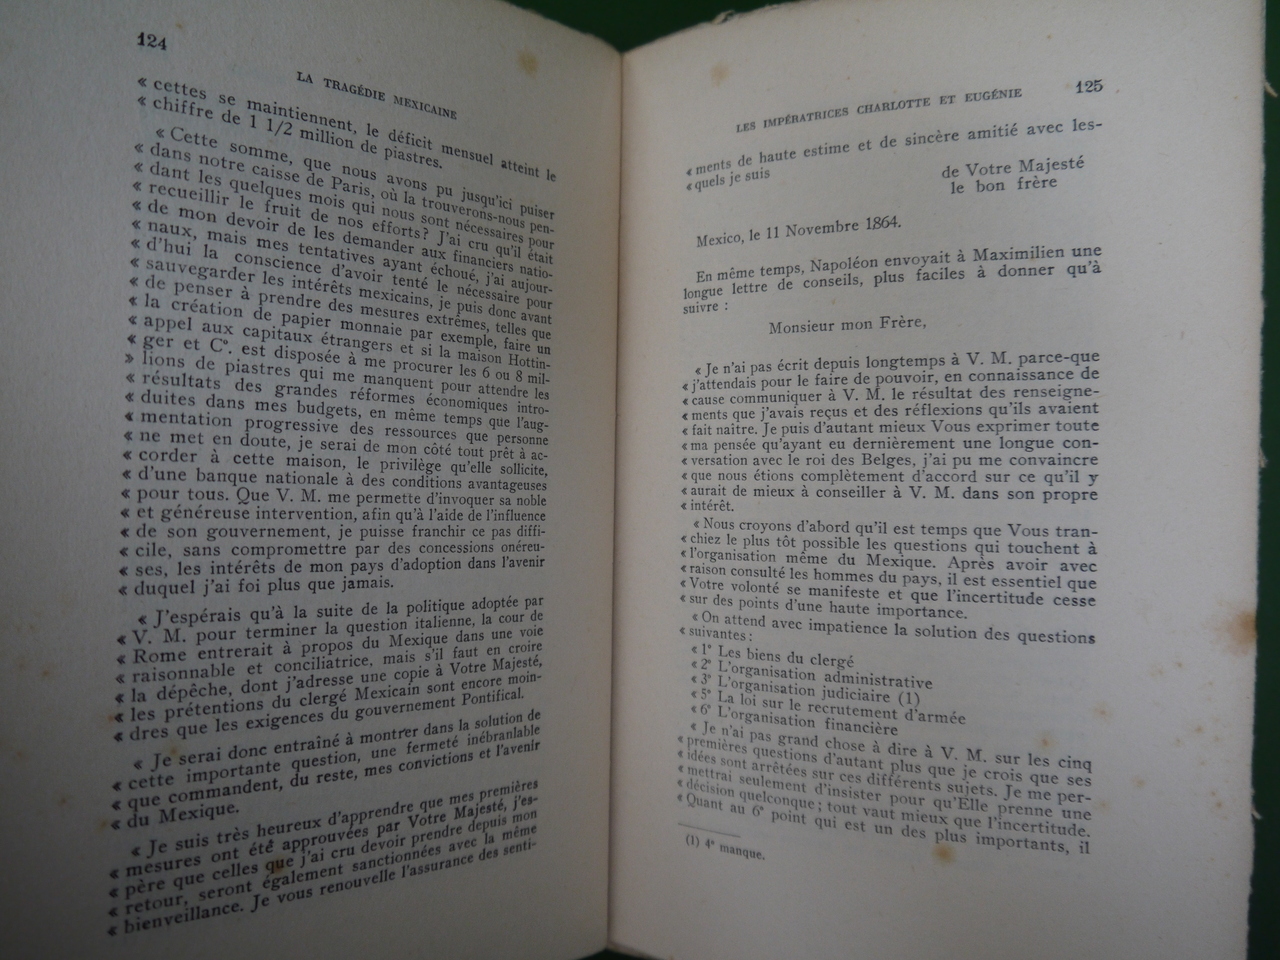 124
LA TRAGÉDIE MEXICAINE
« cettes se maintiennent, le déficit mensuel atteint le
« chiffre de 1 1/2 million de piastres.
« Cette somme, que nous avons pu jusqu'ici puiser
« dans notre caisse de Paris, où la trouverons-nous pen-
« dant les quelques mois qui nous sont nécessaires pour
« recueillir le fruit de nos efforts? J'ai cru qu'il était
« de mon devoir de les demander aux financiers natio-
« naux, mais mes tentatives ayant échoué, j'ai aujour-
« d'hui la conscience d'avoir tenté le nécessaire pour
« sauvegarder les intérêts mexicains, je puis donc avant
« de penser à prendre des mesures extrêmes, telles que
« la création de papier monnaie par exemple, faire un
« appel aux capitaux étrangers et si la maison Hottin-
« ger et Cº. est disposée à me procurer les 6 ou 8 mil-
» lions de piastres qui me manquent pour attendre les
« résultats des grandes réformes économiques intro-
« duites dans mes budgets, en même temps que l'aug-
« mentation progressive des ressources que personne
« ne met en doute, je serai de mon côté tout prêt à ac-
« corder à cette maison, le privilège qu'elle sollicite,
« d'une banque nationale à des conditions avantageuses
« pour tous. Que V. M. me permette d'invoquer sa noble
« et généreuse intervention, afin qu'à l'aide de l'influence
« de son gouvernement, je puisse franchir ce pas diffi-
« cile, sans compromettre par des concessions onéreu-
« ses, les intérêts de mon pays d'adoption dans l'avenir
« duquel j'ai foi plus que jamais.
« J'espérais qu'à la suite de la politique adoptée par
« V. M. pour terminer la question italienne, la cour de
« Rome entrerait à propos du Mexique dans une voie
« raisonnable et conciliatrice, mais s'il faut en croire
« la dépêche, dont j'adresse une copie à Votre Majesté,
« les prétentions du clergé Mexicain sont encore moin-
« dres que les exigences du gouvernement Pontifical.
« Je serai donc entraîné à montrer dans la solution de
« cette importante question, une fermeté inébranlable
« que commandent, du reste, mes convictions et l'avenir
« du Mexique.
« Je suis très heureux d'apprendre que mes premières
« mesures ont été approuvées par Votre Majesté, j'es-
« père que celles que j'ai cru devoir prendre depuis mon
« retour, seront également sanctionnées avec la même
« bienveillance. Je vous renouvelle l'assurance des senti-
LES IMPÉRATRICES CHARLOTTE ET EUGÉNIE
125
« ments de haute estime et de sincère amitié avec les-
« quels je suis
de Votre Majesté
le bon frère
Mexico, le 11 Novembre 1864.
En même temps, Napoléon envoyait à Maximilien une
longue lettre de conseils, plus faciles à donner qu'à
suivre :
Monsieur mon Frère,
« Je n'ai pas écrit depuis longtemps à V. M. parce-que
« j'attendais pour le faire de pouvoir, en connaissance de
« cause communiquer à V. M. le résultat des renseigne-
« ments que j'avais reçus et des réflexions qu'ils avaient
« fait naître. Je puis d'autant mieux Vous exprimer toute
« ma pensée qu'ayant eu dernièrement une longue con-
« versation avec le roi des Belges, j'ai pu me convaincre
« que nous étions complètement d'accord sur ce qu'il y
« aurait de mieux à conseiller à V. M. dans son propre
« intérêt.
« Nous croyons d'abord qu'il est temps que Vous tran-
« chiez le plus tôt possible les questions qui touchent à
« l'organisation même du Mexique. Après avoir avec
« raison consulté les hommes du pays, il est essentiel que
« Votre volonté se manifeste et que l'incertitude cesse
« sur des points d'une haute importance.
« On attend avec impatience la solution des questions
« suivantes :
« 1º Les biens du clergé
« 2º L'organisation administrative
« 3º L'organisation judiciaire (1)
« 5º La loi sur le recrutement d'armée
« 6º L'organisation financière
« Je n'ai pas grand chose à dire à V. M. sur les cinq
« premières questions d'autant plus que je crois que ses
« idées sont arrêtées sur ces différents sujets. Je me per-
« mettrai seulement d'insister pour qu'Elle prenne une
« décision quelconque ; tout vaut mieux que l'incertitude.
« Quant au 6º point qui est un des plus importants, il
(1) 4º manque.